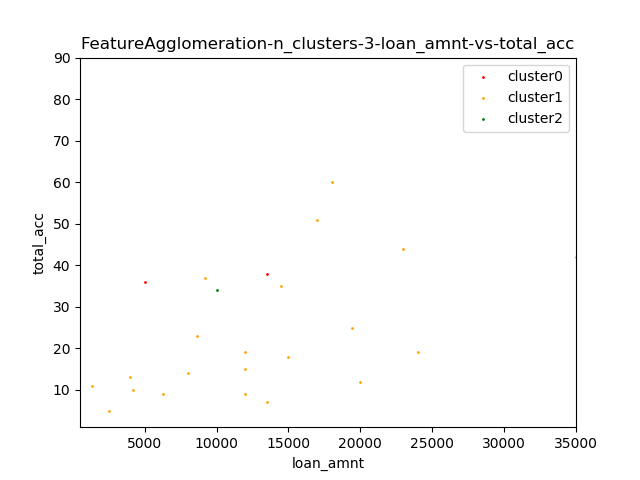 FeatureAgglomeration-n_clusters-3-loan_amnt-vs-total_acc
cluster0
cluster1
cluster2
90
80
70
60
50
40
30
20
10
total_acc
5000 10000 15000 20000 25000 30000 35000
loan_amnt